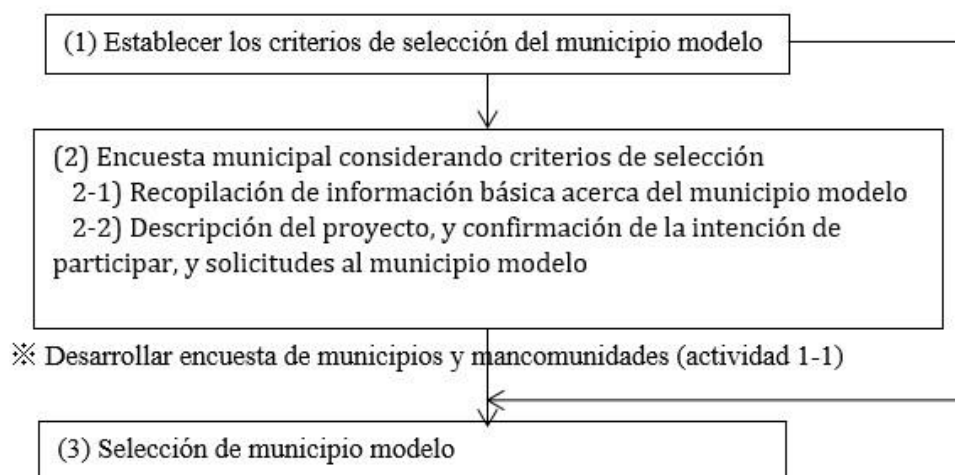 (1) Establecer los criterios de selección del municipio modelo
(2) Encuesta municipal considerando criterios de selección
2-1) Recopilación de información básica acerca del municipio modelo
2-2) Descripción del proyecto, y confirmación de la intención de
participar, y solicitudes al municipio modelo
※ Desarrollar encuesta de municipios y mancomunidades (actividad 1-1)
(3) Selección de municipio modelo